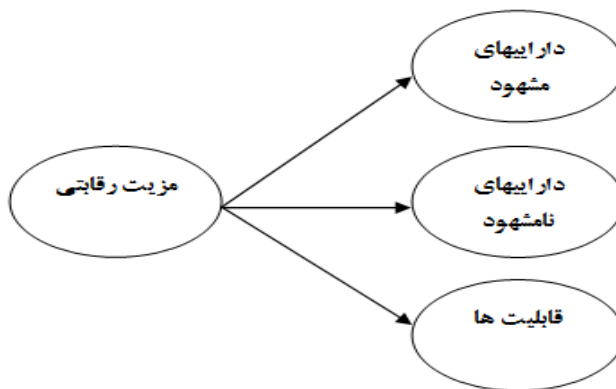 داراییهای
مشهود
مزیت رقابتی
داراییهای
نامشهود
قابلیت ها